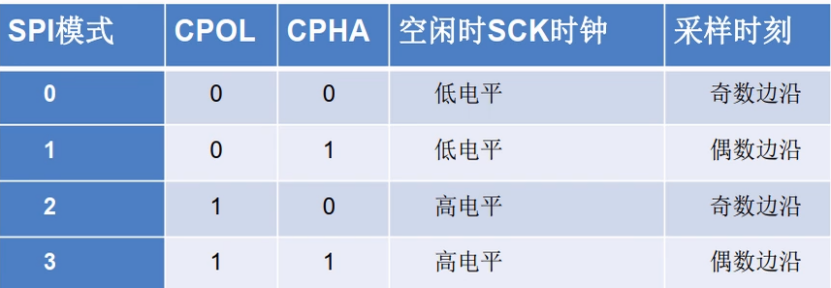 SPI模式 CPOL CPHA 空闲时SCK时钟 采样时刻
0 0 0 低电平 奇数边沿
1 0 1 低电平 偶数边沿
2 1 0 高电平 奇数边沿
3 1 1 高电平 偶数边沿